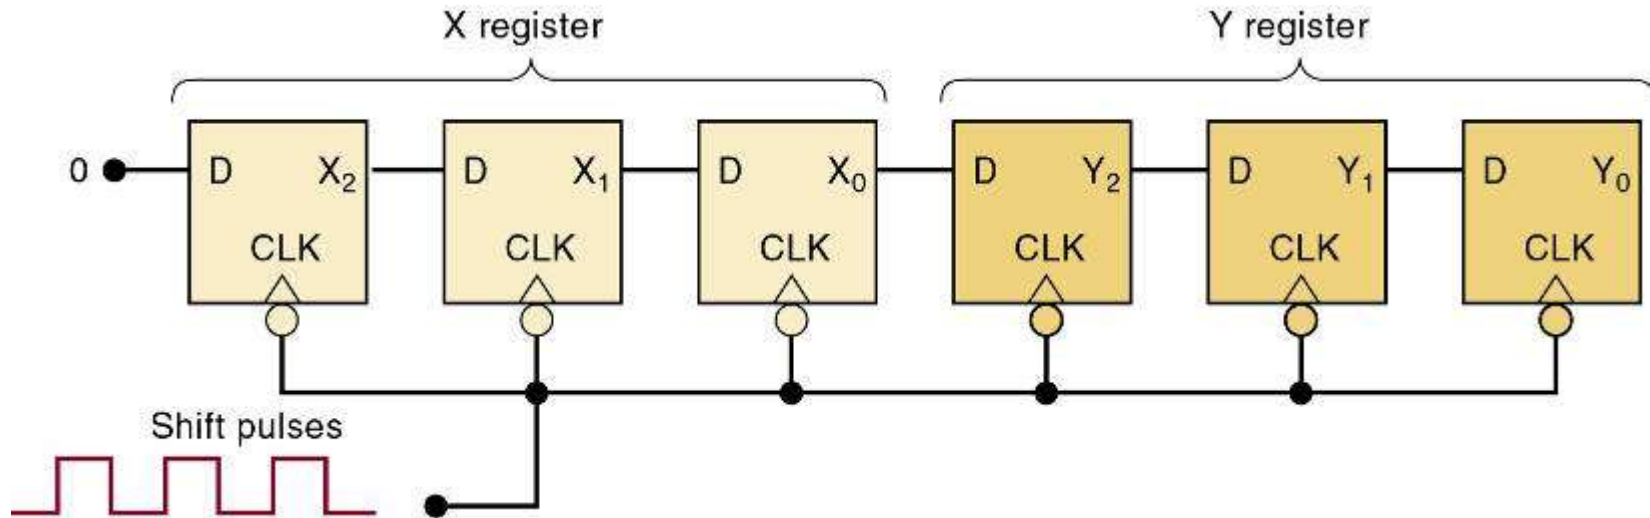 X register
Y register
0
D X₂ D X₁ D X₀ D Y₂ D Y₁ D Y₀
CLK CLK CLK CLK CLK CLK
Shift pulses